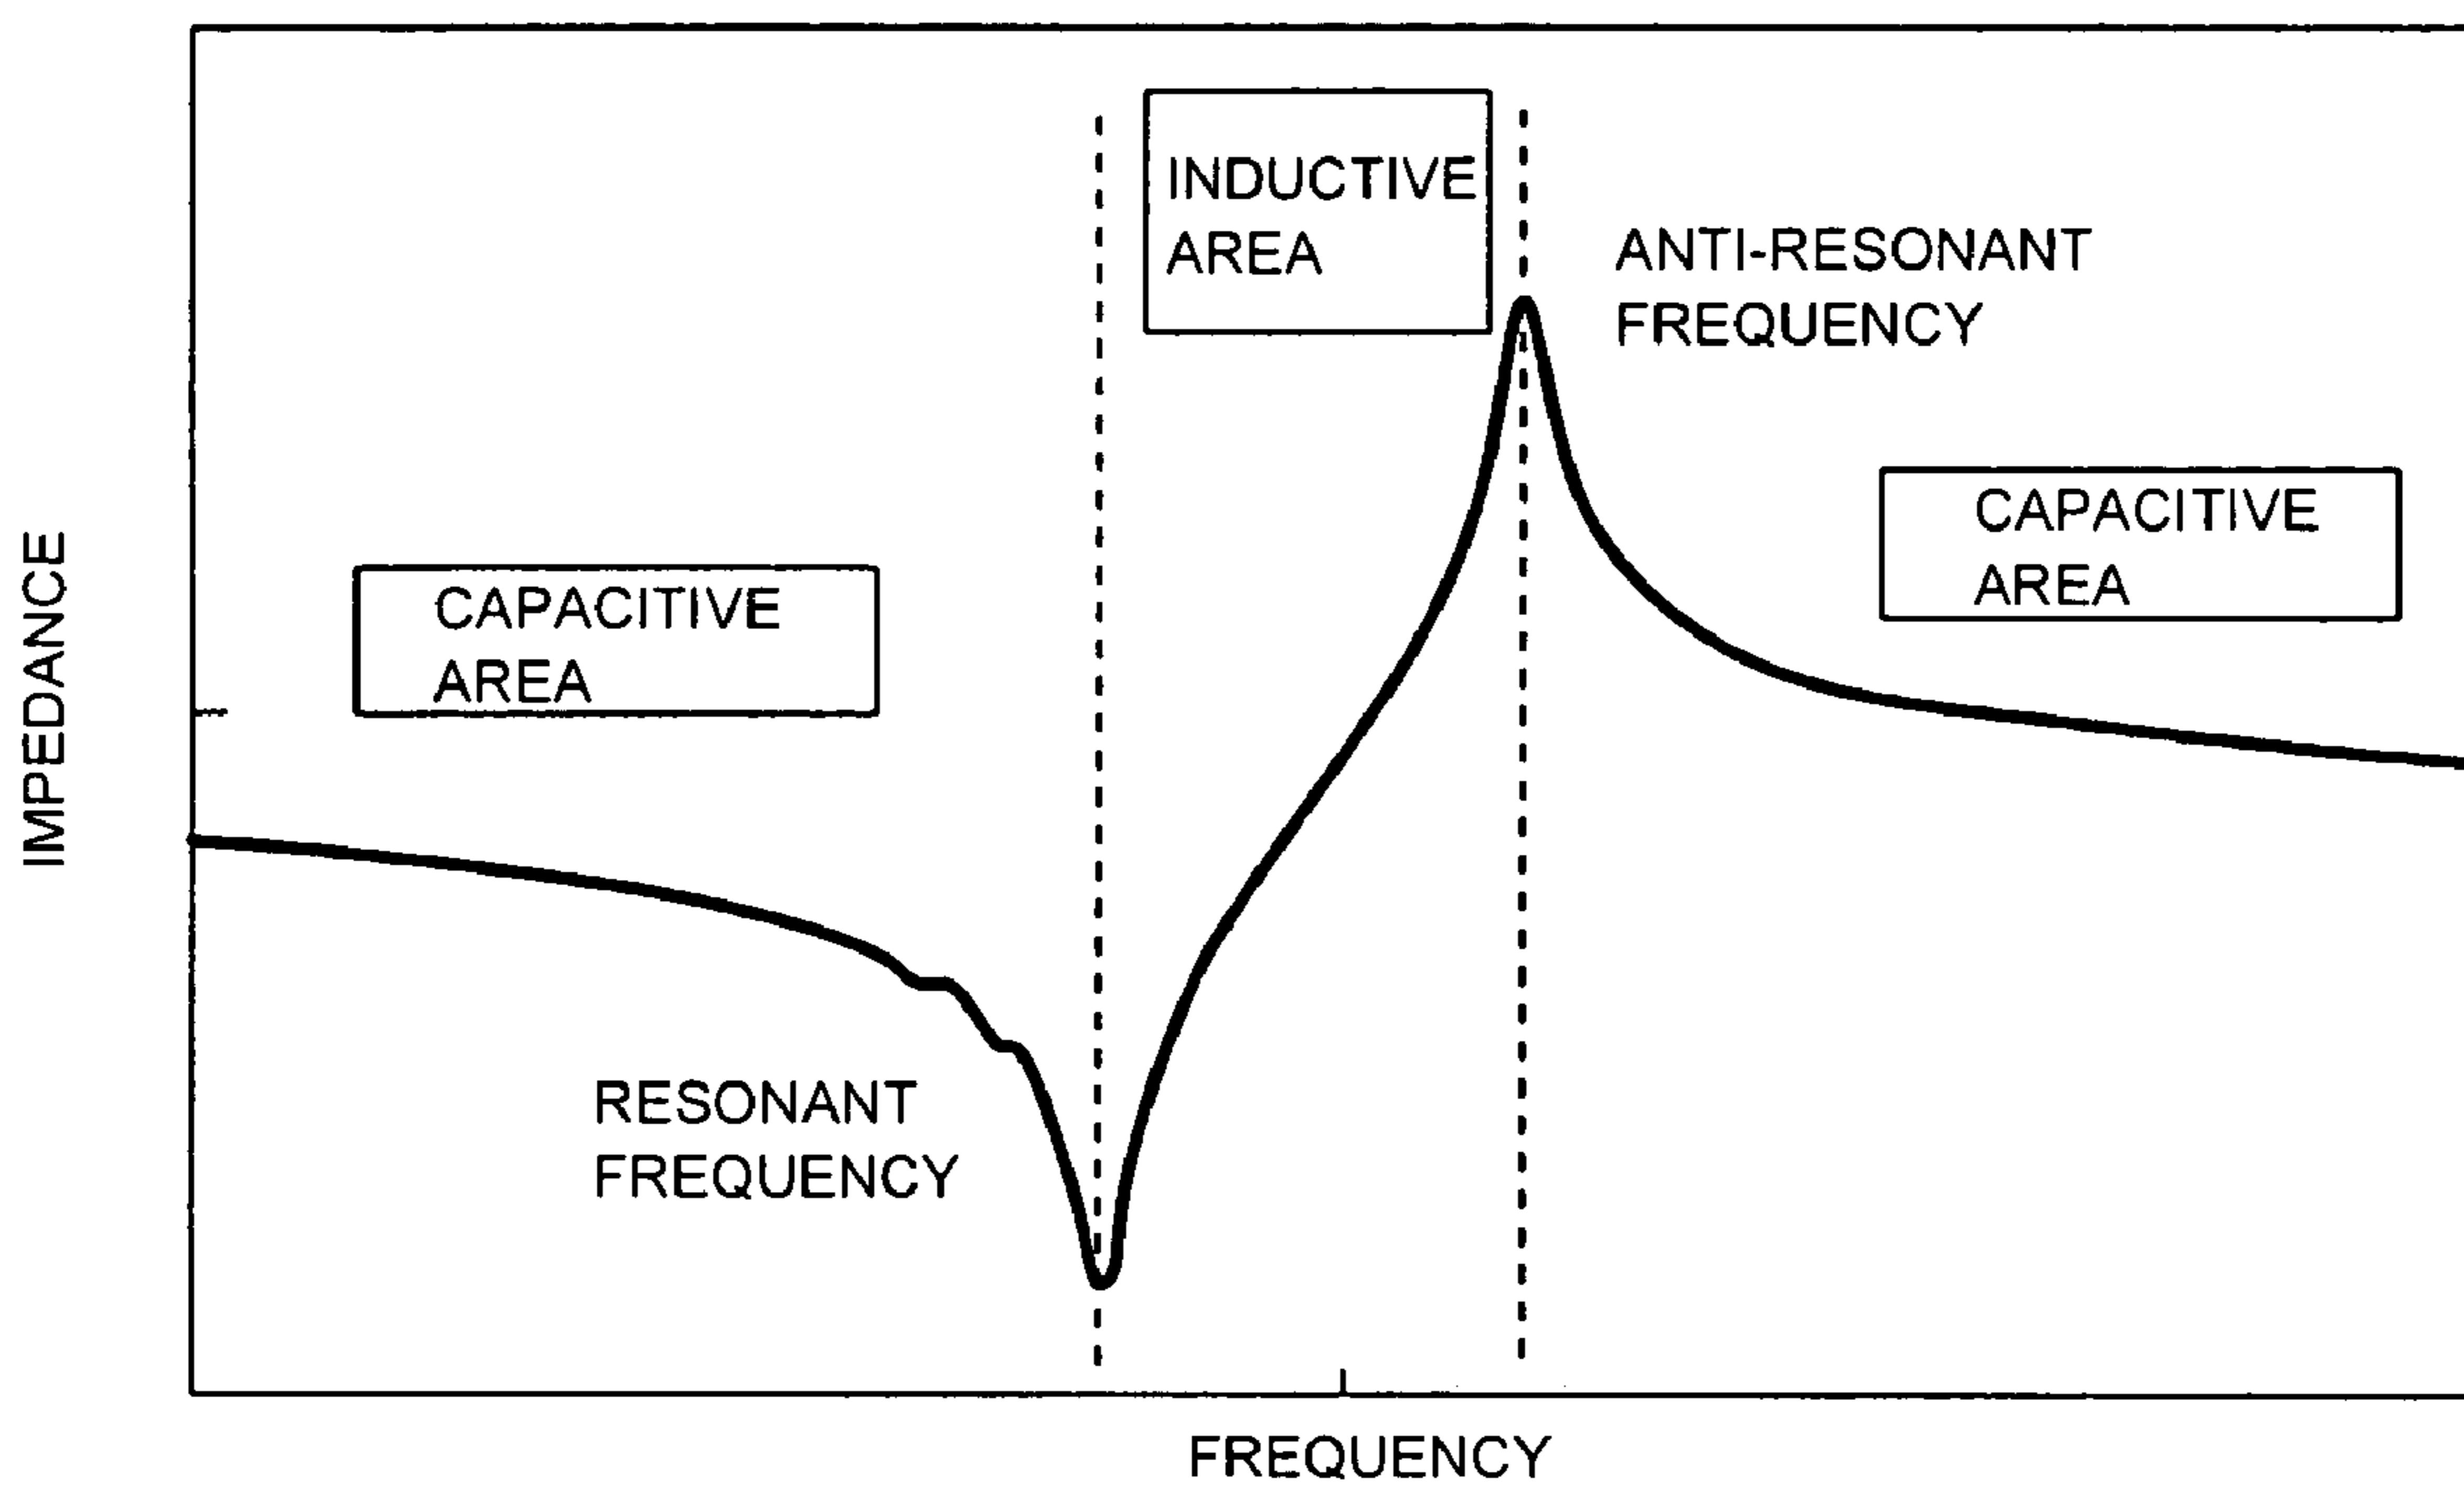 INDUCTIVE
AREA
ANTI-RESONANT
FREQUENCY
CAPACITIVE
AREA
CAPACITIVE
AREA
IMPEDANCE
RESONANT
FREQUENCY
FREQUENCY